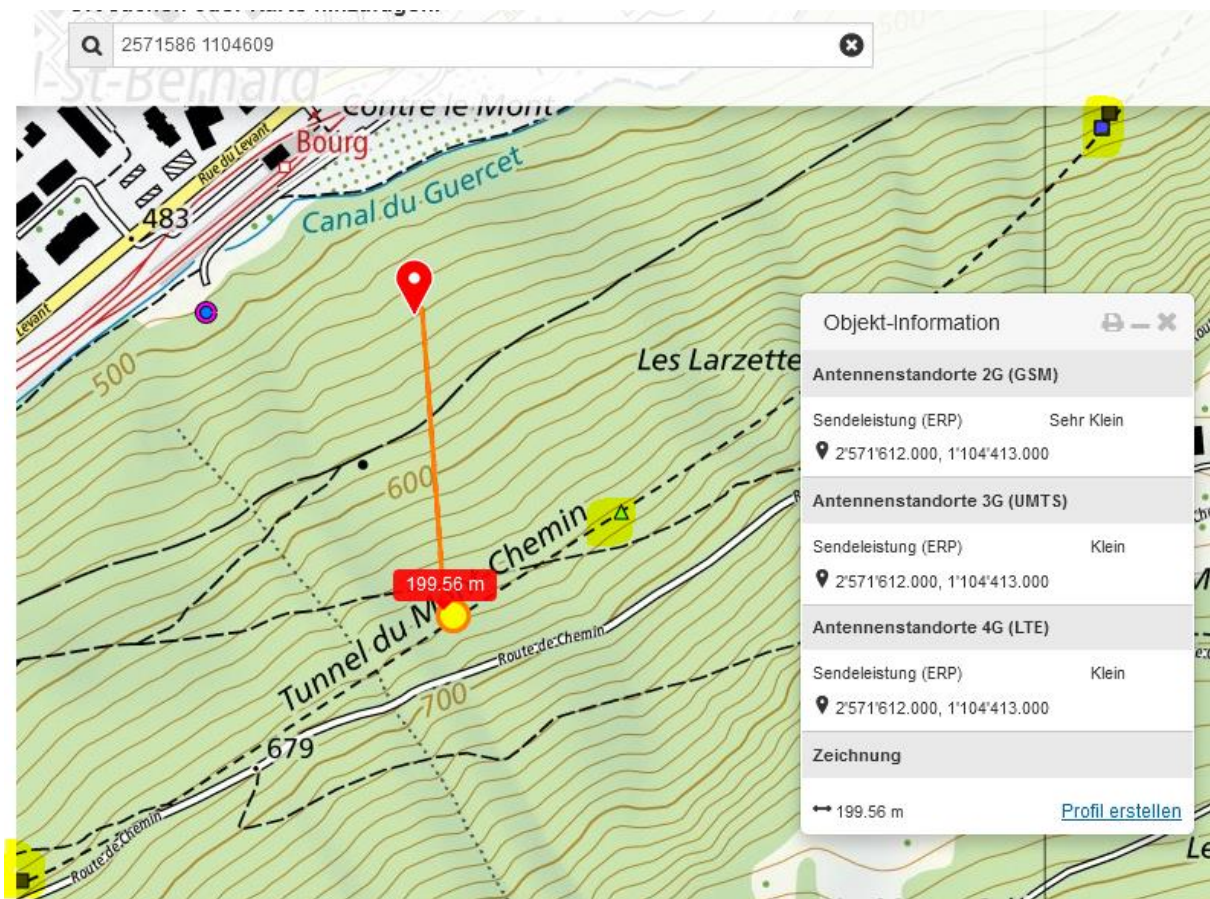 2571586 1104609
l-St-Bernard
Contre le Mont
Bourg
Rue du Levant
Canal du Guercet
483
Levant
500
Les Larzette
Objekt-Information
Antennenstandorte 2G (GSM)
Sendeleistung (ERP) Sehr Klein
2'571'612.000, 1'104'413.000
Antennenstandorte 3G (UMTS)
Sendeleistung (ERP) Klein
2'571'612.000, 1'104'413.000
Antennenstandorte 4G (LTE)
Sendeleistung (ERP) Klein
2'571'612.000, 1'104'413.000
Zeichnung
199.56 m Profil erstellen
600
199.56 m
Tunnel du M Chemin
Route de Chemin
700
679
Route de Chemin
Le